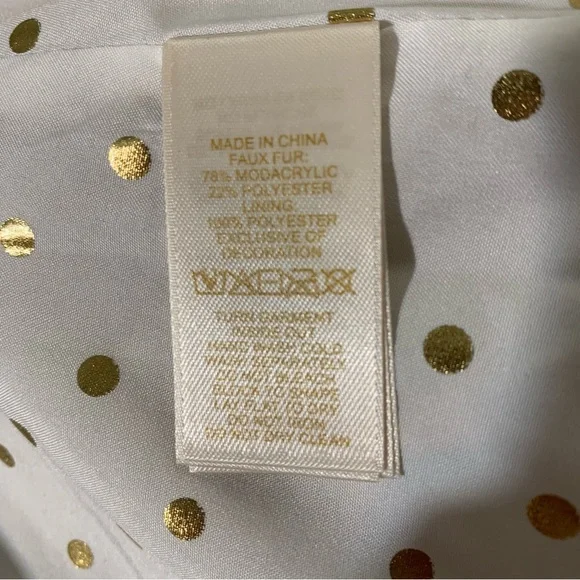 MADE IN CHINA
FAUX FUR:
78% MODACRYLIC
22% POLYESTER
LINING:
100% POLYESTER
EXCLUSIVE OF
DECORATION
TURN GARMENT
INSIDE OUT
HAND WASH COLD
WASH SEPARATELY
DO NOT BLEACH
BLOCK TO SHAPE
LAY FLAT TO DRY
DO NOT IRON
DO NOT DRY CLEAN